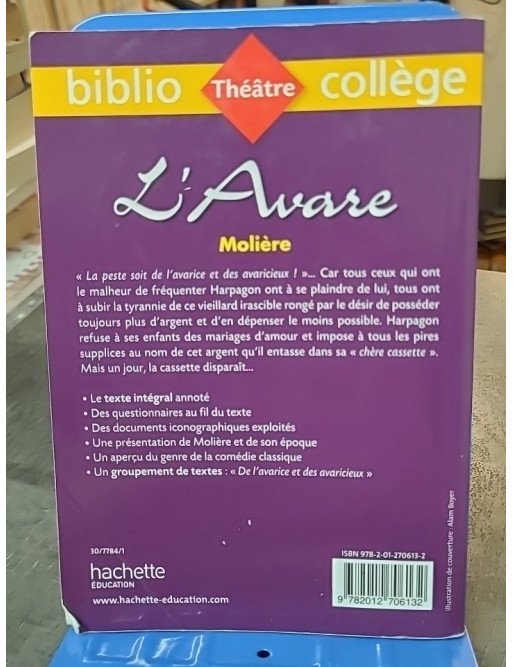 biblio Théâtre collège
L'Avare
Molière
« La peste soit de l'avarice et des avaricieux ! »... Car tous ceux qui ont
le malheur de fréquenter Harpagon ont à se plaindre de lui, tous ont
à subir la tyrannie de ce vieillard irascible rongé par le désir de posséder
toujours plus d'argent et d'en dépenser le moins possible. Harpagon
refuse à ses enfants des mariages d'amour et impose à tous les pires
supplices au nom de cet argent qu'il entasse dans sa « chère cassette ».
Mais un jour, la cassette disparaît...
• Le texte intégral annoté
• Des questionnaires au fil du texte
• Des documents iconographiques exploités
• Une présentation de Molière et de son époque
• Un aperçu du genre de la comédie classique
• Un groupement de textes : « De l'avarice et des avaricieux »
30/7784/1
hachette
ÉDUCATION
www.hachette-education.com
ISBN 978-2-01-270613-2
9 782012 706132
Illustration de couverture : Alain Boyer